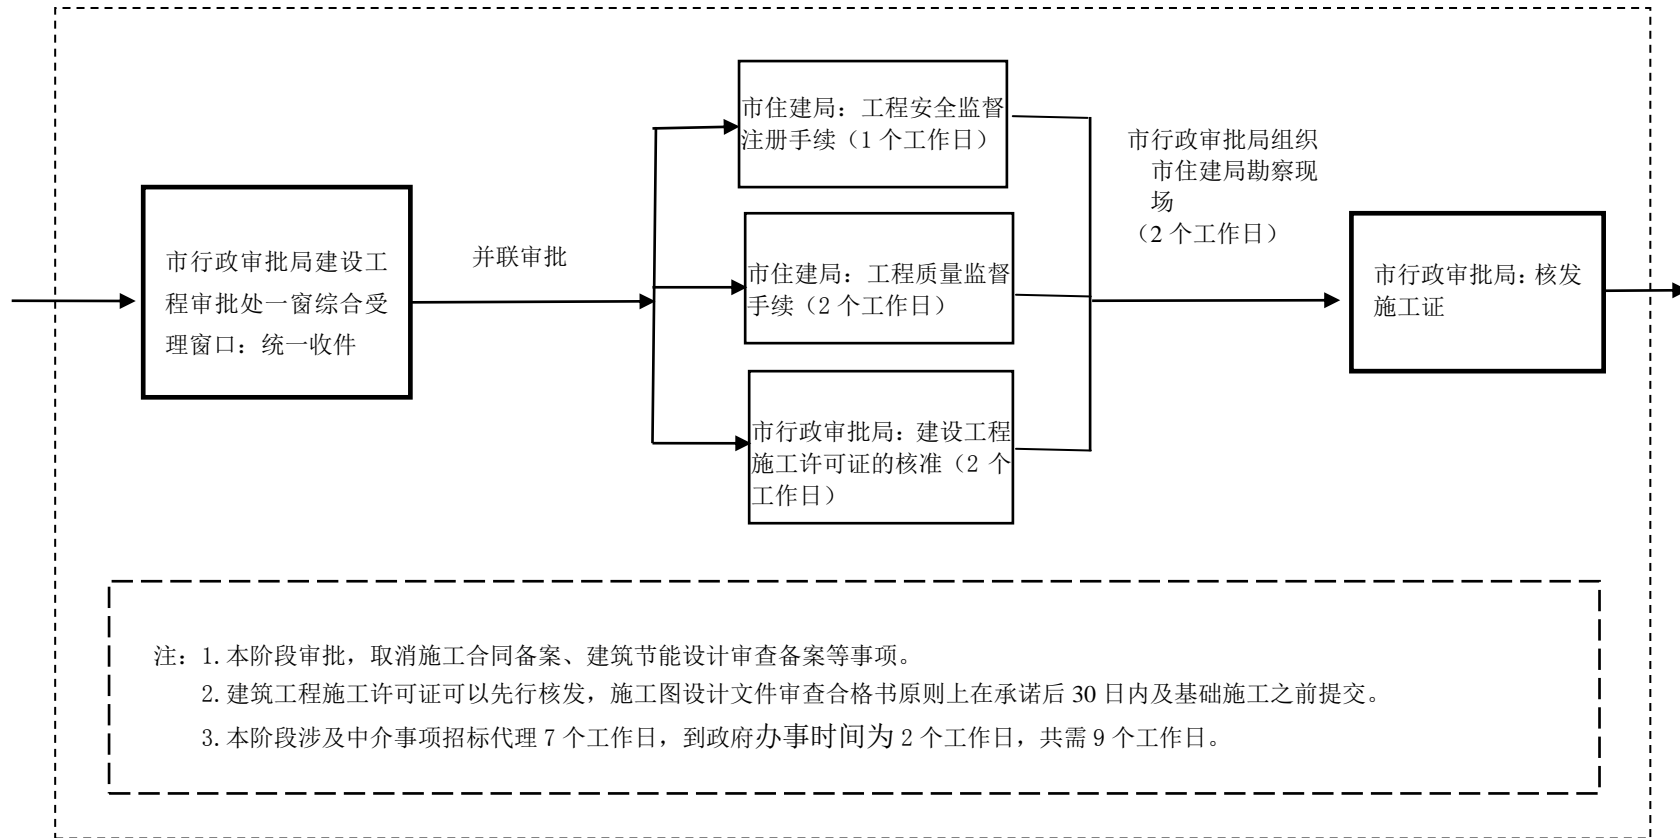 市行政审批局建设工
程审批处一窗综合受
理窗口：统一收件
并联审批
市住建局：工程安全监督
注册手续（1 个工作日）
市住建局：工程质量监督
手续（2 个工作日）
市行政审批局：建设工程
施工许可证的核准（2 个
工作日）
市行政审批局组织
市住建局勘察现
场
（2 个工作日）
市行政审批局：核发
施工证
注：1.本阶段审批，取消施工合同备案、建筑节能设计审查备案等事项。
2.建筑工程施工许可证可以先行核发，施工图设计文件审查合格书原则上在承诺后 30 日内及基础施工之前提交。
3.本阶段涉及中介事项招标代理 7 个工作日，到政府办事时间为 2 个工作日，共需 9 个工作日。